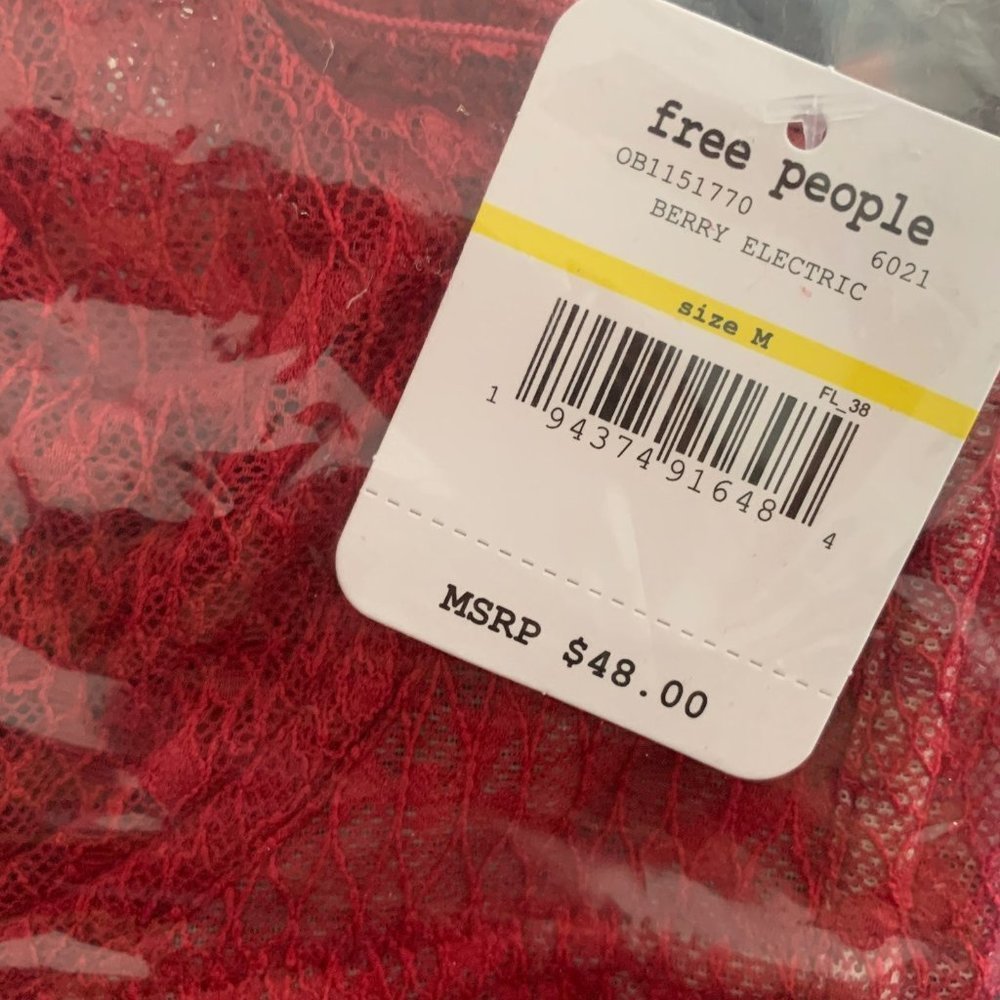 free people
OB1151770 6021
BERRY ELECTRIC
size M
FL_38
1 94374 91648 4
MSRP $48.00